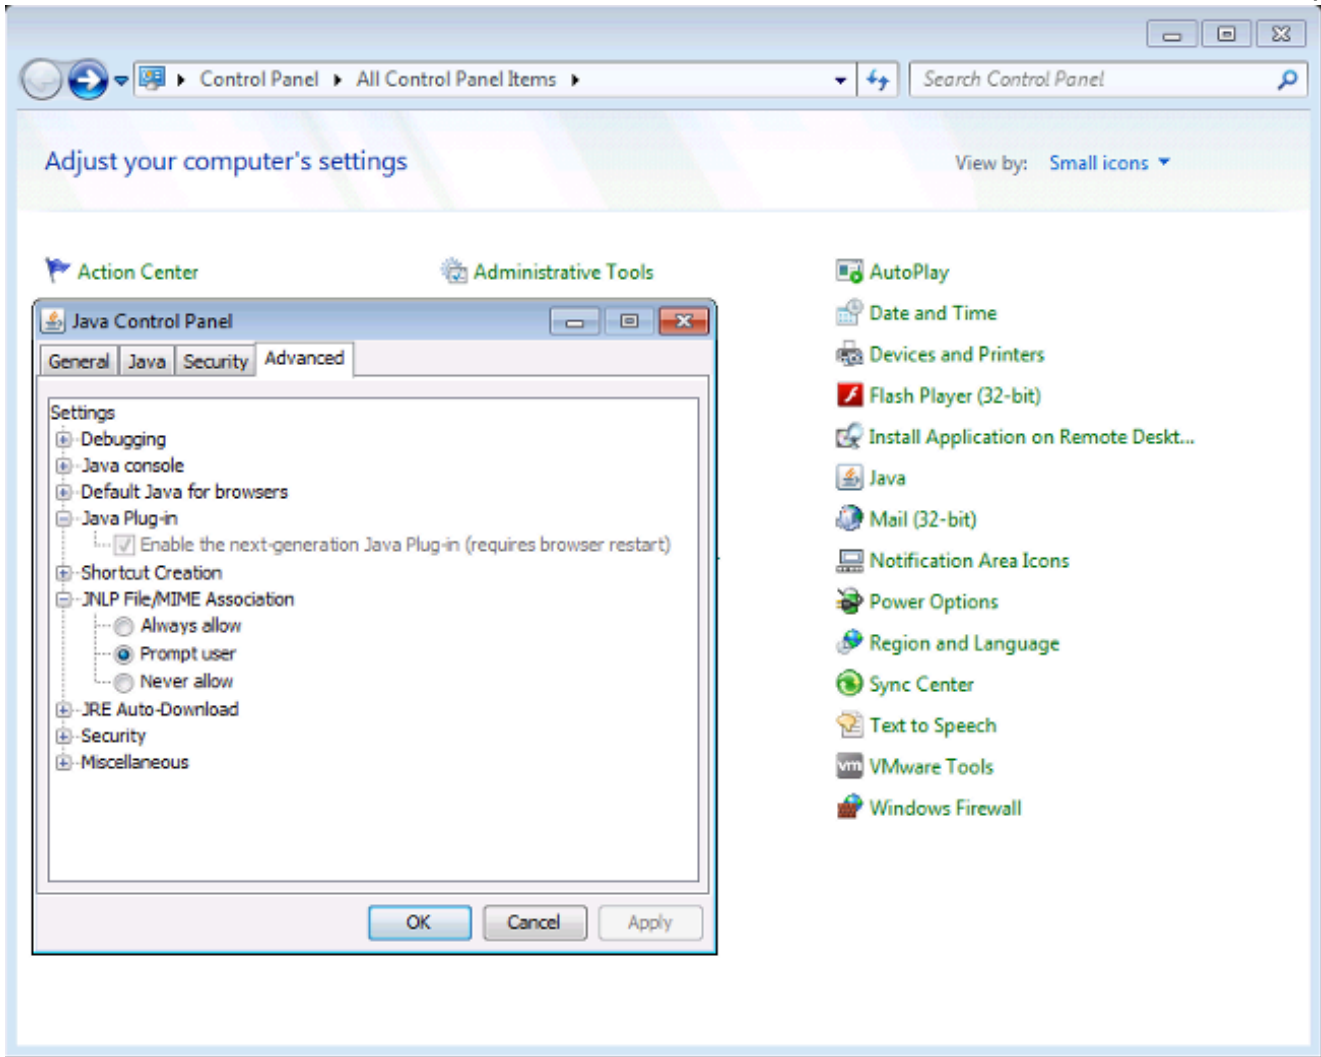 Control Panel All Control Panel Items Search Control Panel
Adjust your computer's settings
View by: Small icons
Action Center
Administrative Tools
AutoPlay
Date and Time
Devices and Printers
Flash Player (32-bit)
Install Application on Remote Deskt...
Java
Mail (32-bit)
Notification Area Icons
Power Options
Region and Language
Sync Center
Text to Speech
vm VMware Tools
Windows Firewall
Java Control Panel
General Java Security Advanced
Settings
Debugging
Java console
Default Java for browsers
Java Plug-in
Enable the next-generation Java Plug-in (requires browser restart)
Shortcut Creation
JNLP File/MIME Association
Always allow
Prompt user
Never allow
JRE Auto-Download
Security
Miscellaneous
OK Cancel Apply